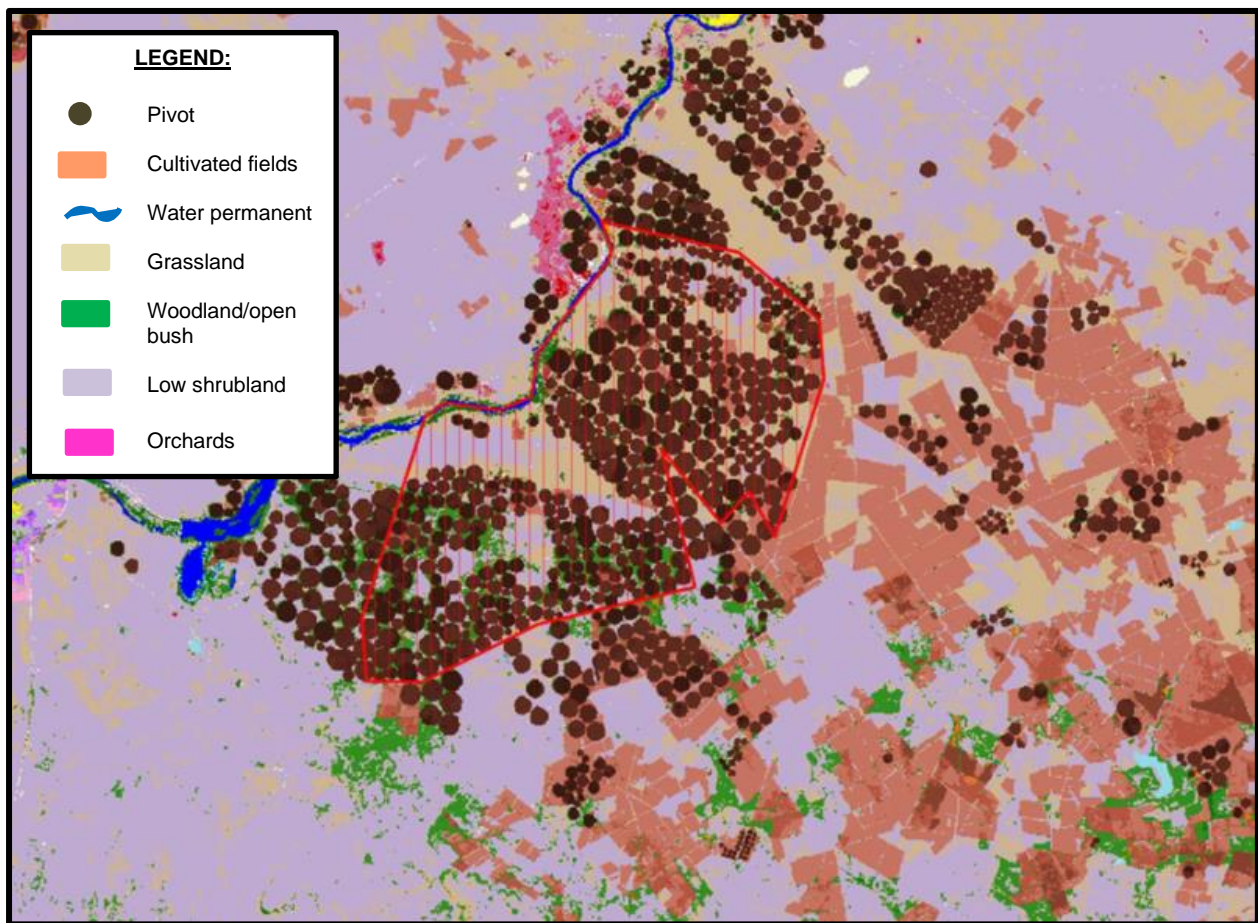 LEGEND:
Pivot
Cultivated fields
Water permanent
Grassland
Woodland/open
bush
Low shrubland
Orchards